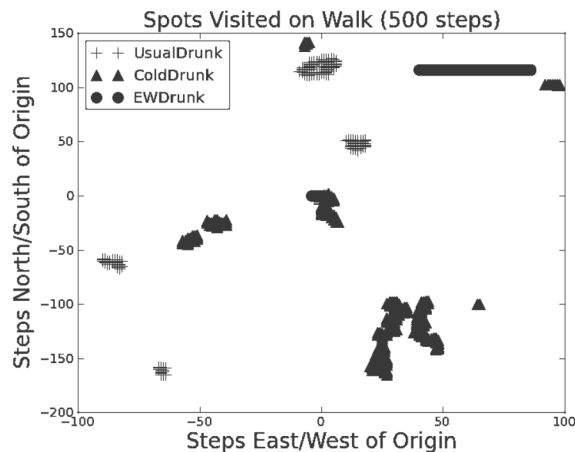 Spots Visited on Walk (500 steps)
150
UsualDrunk
ColdDrunk
EWDrunk
100
50
0
−50
−100
−150
−200
Steps North/South of Origin
−100
−50
0
50
100
Steps East/West of Origin